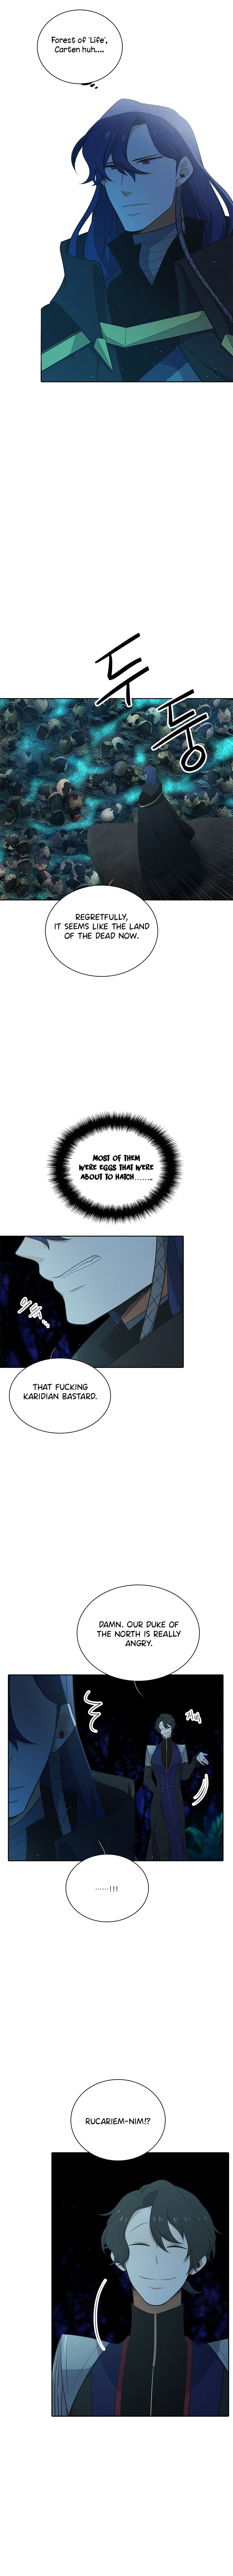 Forest of 'Life',
Carten huh....
두
둥
REGRETFULLY,
IT SEEMS LIKE THE LAND
OF THE DEAD NOW.
MOST OF THEM
WERE EGGS THAT WERE
ABOUT TO HATCH........
THAT FUCKING
KARIDIAN BASTARD.
DAMN. OUR DUKE OF
THE NORTH IS REALLY
ANGRY.
......!!!
RUCARIEM-NIM!?